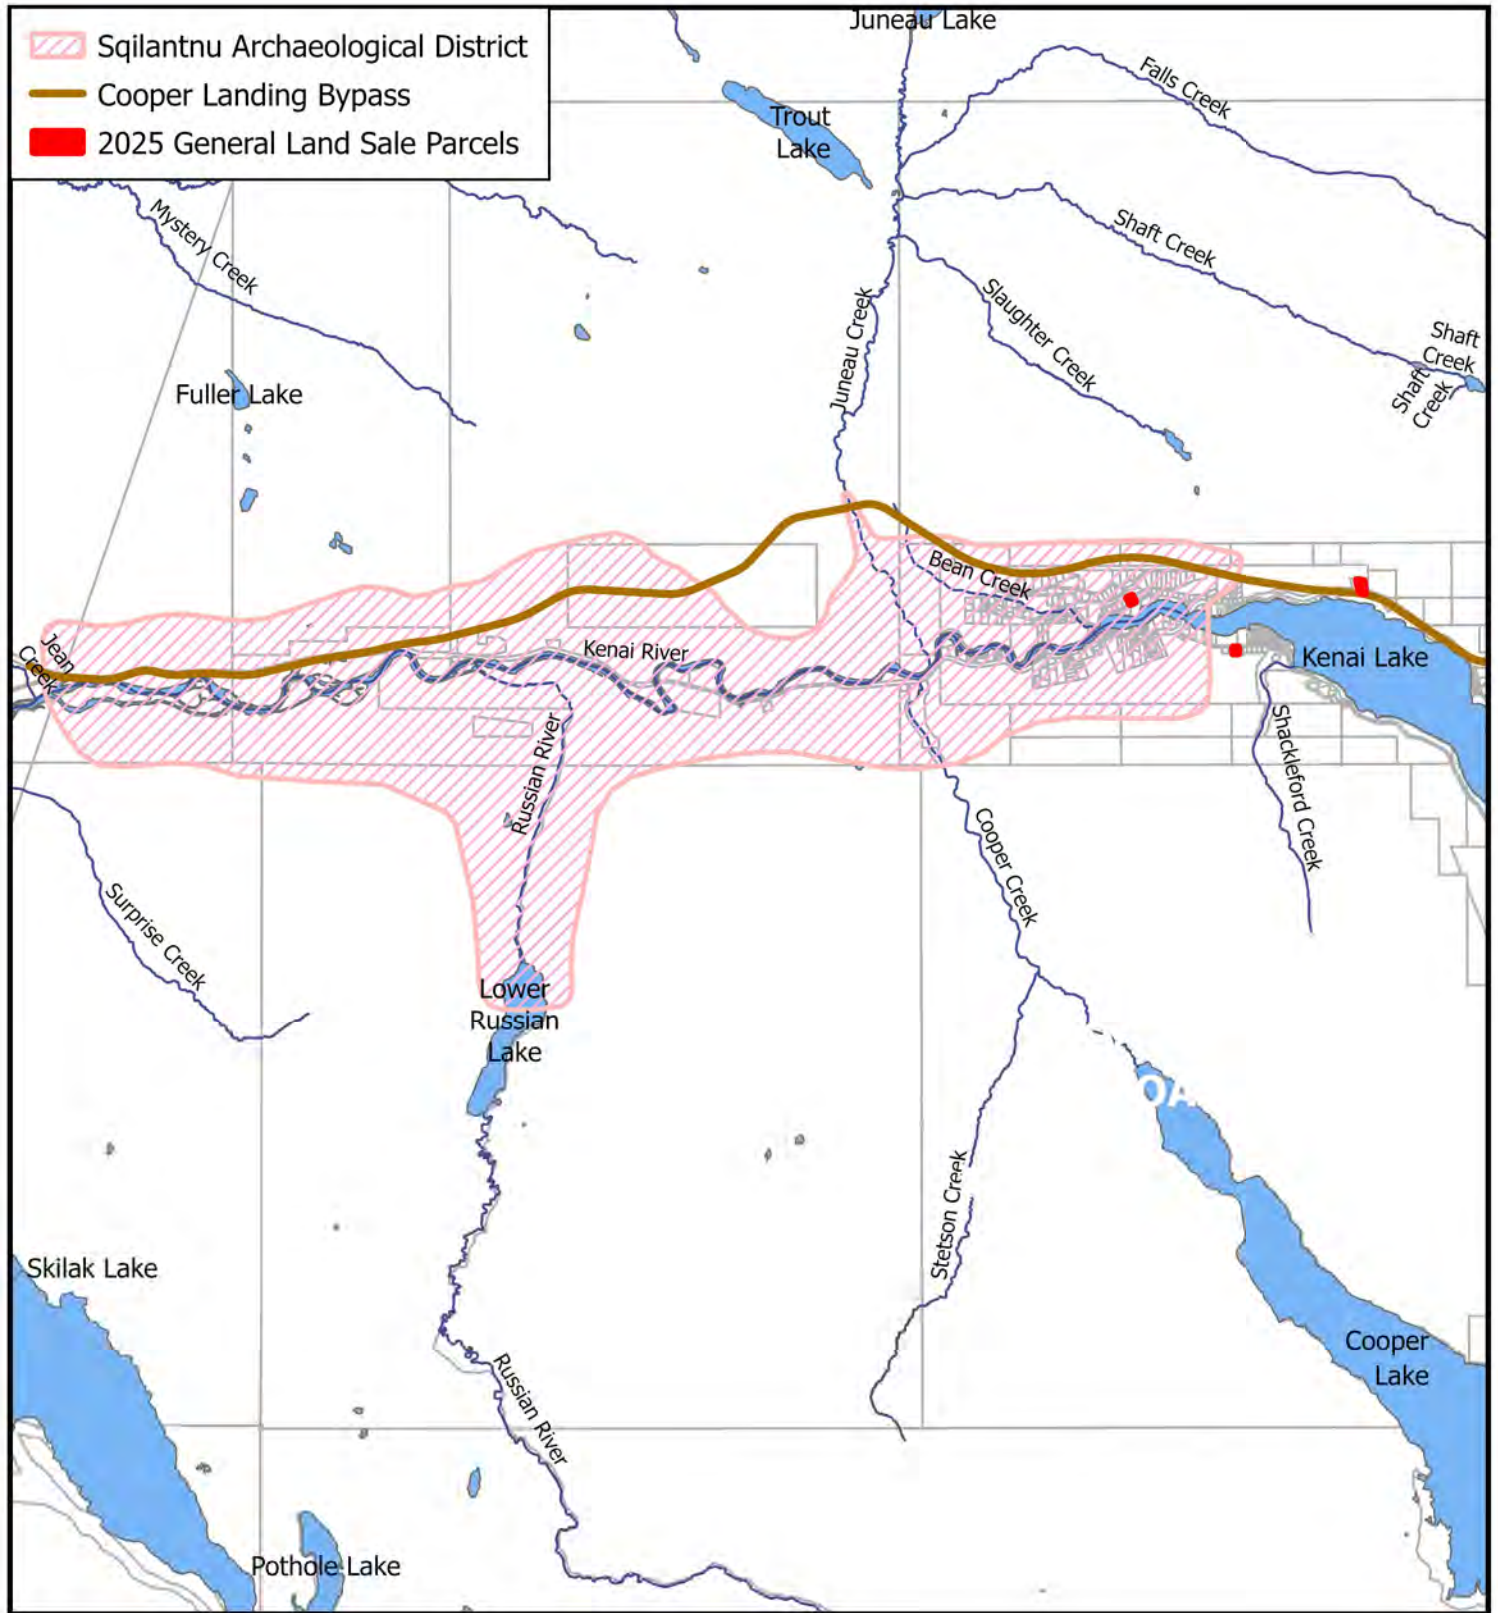 Sqilantnu Archaeological District
Cooper Landing Bypass
2025 General Land Sale Parcels
Juneau Lake
Falls Creek
Trout
Lake
Shaft Creek
Mystery Creek
Slaughter Creek
Juneau Creek
Shaft
Creek
Shaft
Creek
Fuller Lake
Bean Creek
Jean
Creek
Kenai River
Kenai Lake
Russian River
Shackleford Creek
Cooper Creek
Surprise Creek
Lower
Russian
Lake
OA
Stetson Creek
Skilak Lake
Cooper
Lake
Russian River
Pothole Lake